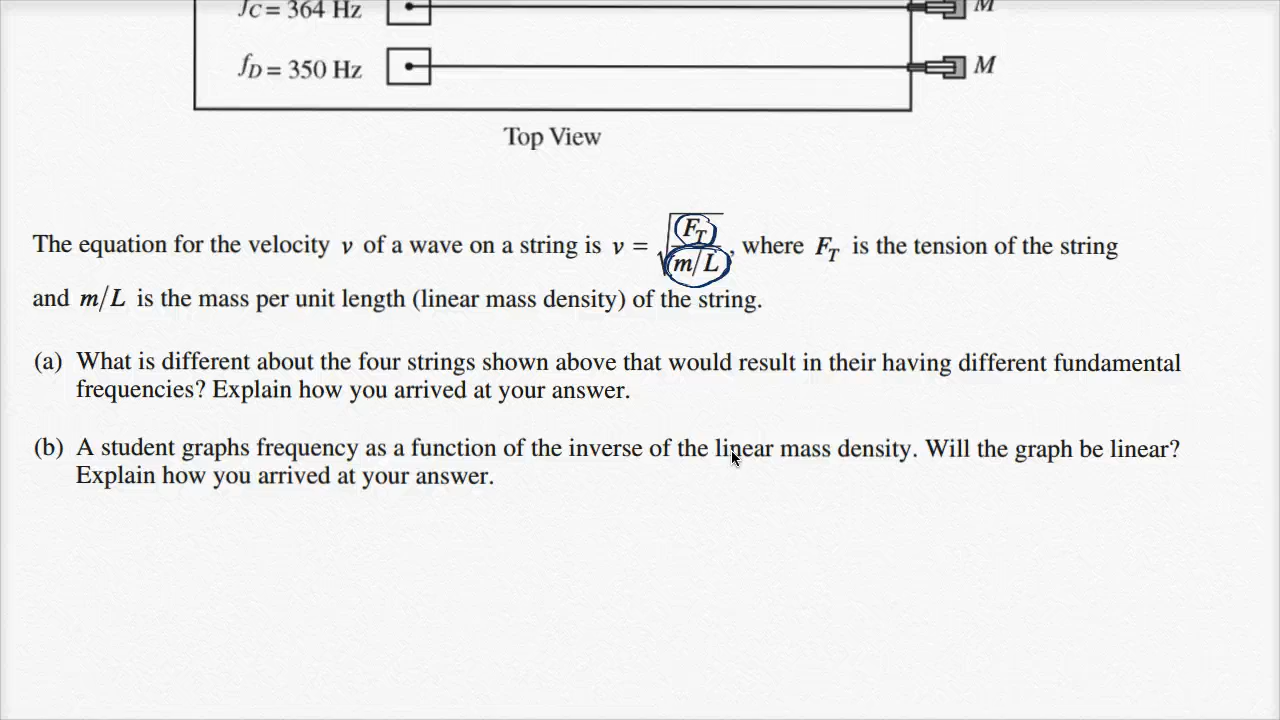 fC = 364 Hz M
fD = 350 Hz M
Top View
The equation for the velocity v of a wave on a string is v = √(F_T / (m/L)), where F_T is the tension of the string
and m/L is the mass per unit length (linear mass density) of the string.
(a) What is different about the four strings shown above that would result in their having different fundamental
frequencies? Explain how you arrived at your answer.
(b) A student graphs frequency as a function of the inverse of the linear mass density. Will the graph be linear?
Explain how you arrived at your answer.